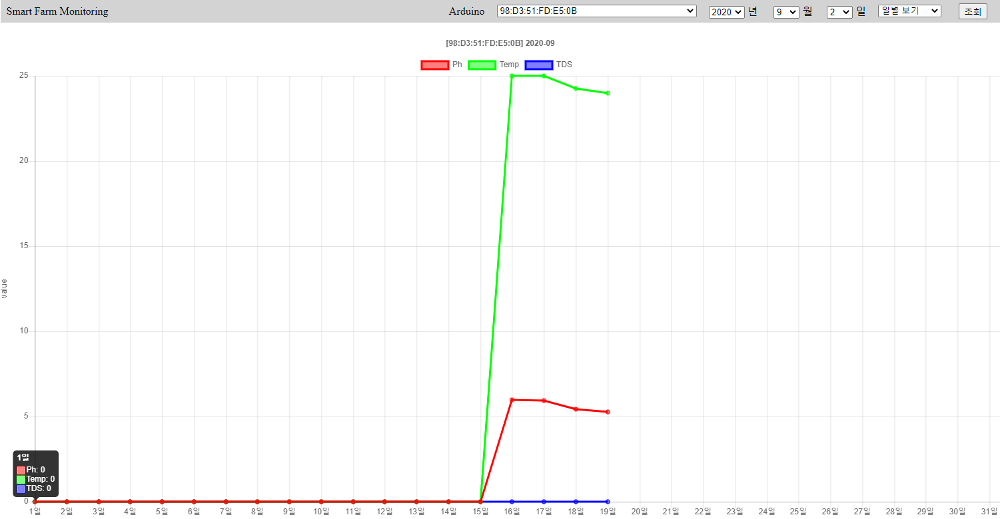 Smart Farm Monitoring Arduino 98:D3:51:FD:E5:0B 2020 년 9 월 2 일 일별 보기 조회
[98:D3:51:FD:E5:0B] 2020-09
Ph Temp TDS
25
20
15
value
10
5
1일
Ph: 0
Temp: 0
TDS: 0
0
1일 2일 3일 4일 5일 6일 7일 8일 9일 10일 11일 12일 13일 14일 15일 16일 17일 18일 19일 20일 21일 22일 23일 24일 25일 26일 27일 28일 29일 30일 31일